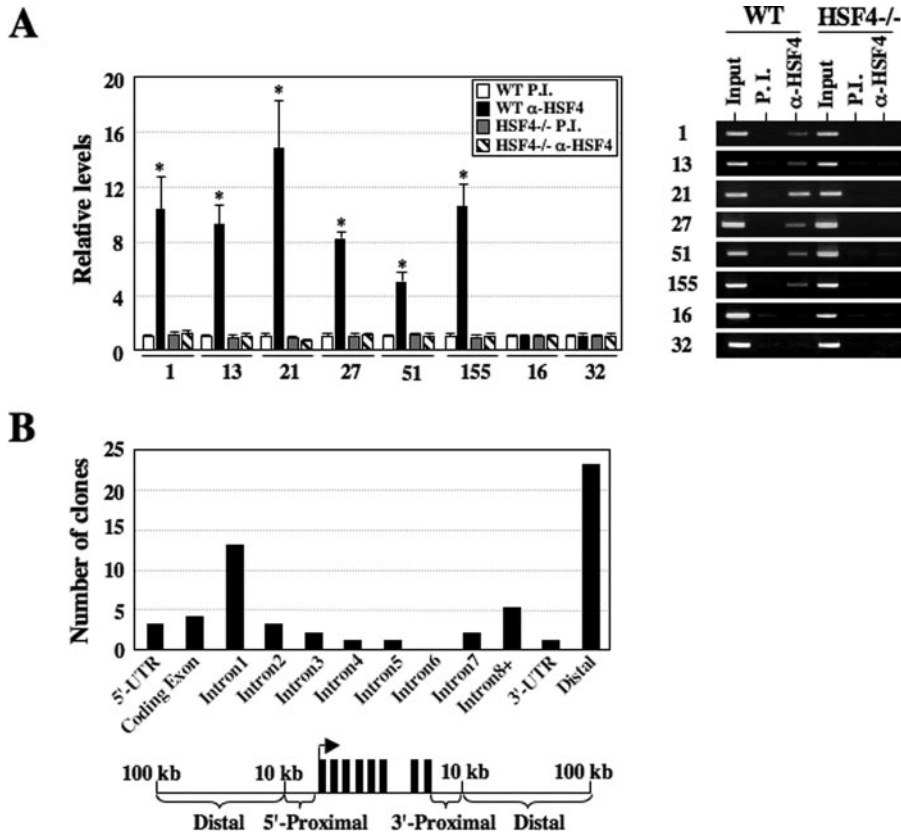 A
WT HSF4-/-
Input P. I. α-HSF4 Input P.I. α-HSF4
Relative levels
20
16
12
8
4
0
WT P.I.
WT α-HSF4
HSF4-/- P.I.
HSF4-/- α-HSF4
* * * * * *
1 13 21 27 51 155 16 32
1
13
21
27
51
155
16
32
B
Number of clones
25
20
15
10
5
0
5'-UTR Coding Exon Intron1 Intron2 Intron3 Intron4 Intron5 Intron6 Intron7 Intron8+ 3'-UTR Distal
100 kb 10 kb 10 kb 100 kb
Distal 5'-Proximal 3'-Proximal Distal